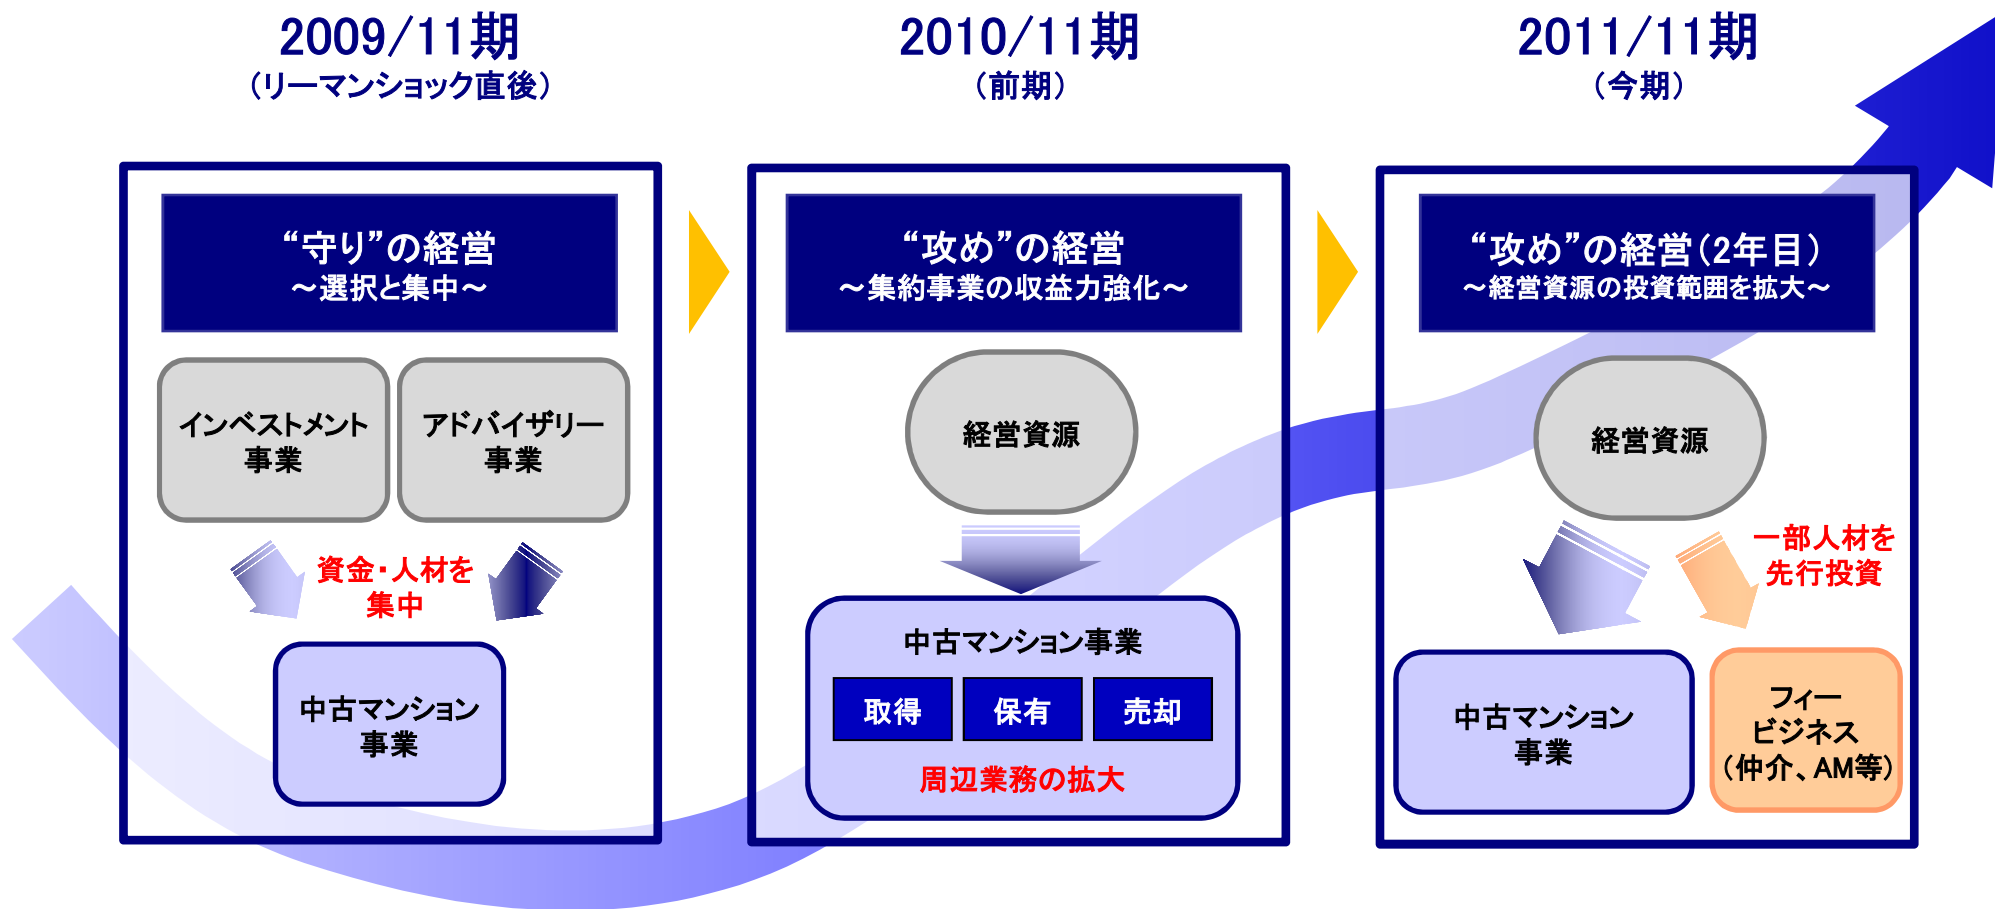 2009/11期
（リーマンショック直後）
“守り”の経営
～選択と集中～
インベストメント
事業
アドバイザリー
事業
資金・人材を
集中
中古マンション
事業
2010/11期
（前期）
“攻め”の経営
～集約事業の収益力強化～
経営資源
中古マンション事業
取得
保有
売却
周辺業務の拡大
2011/11期
（今期）
“攻め”の経営（2年目）
～経営資源の投資範囲を拡大～
経営資源
一部人材を
先行投資
中古マンション
事業
フィー
ビジネス
（仲介、AM等）